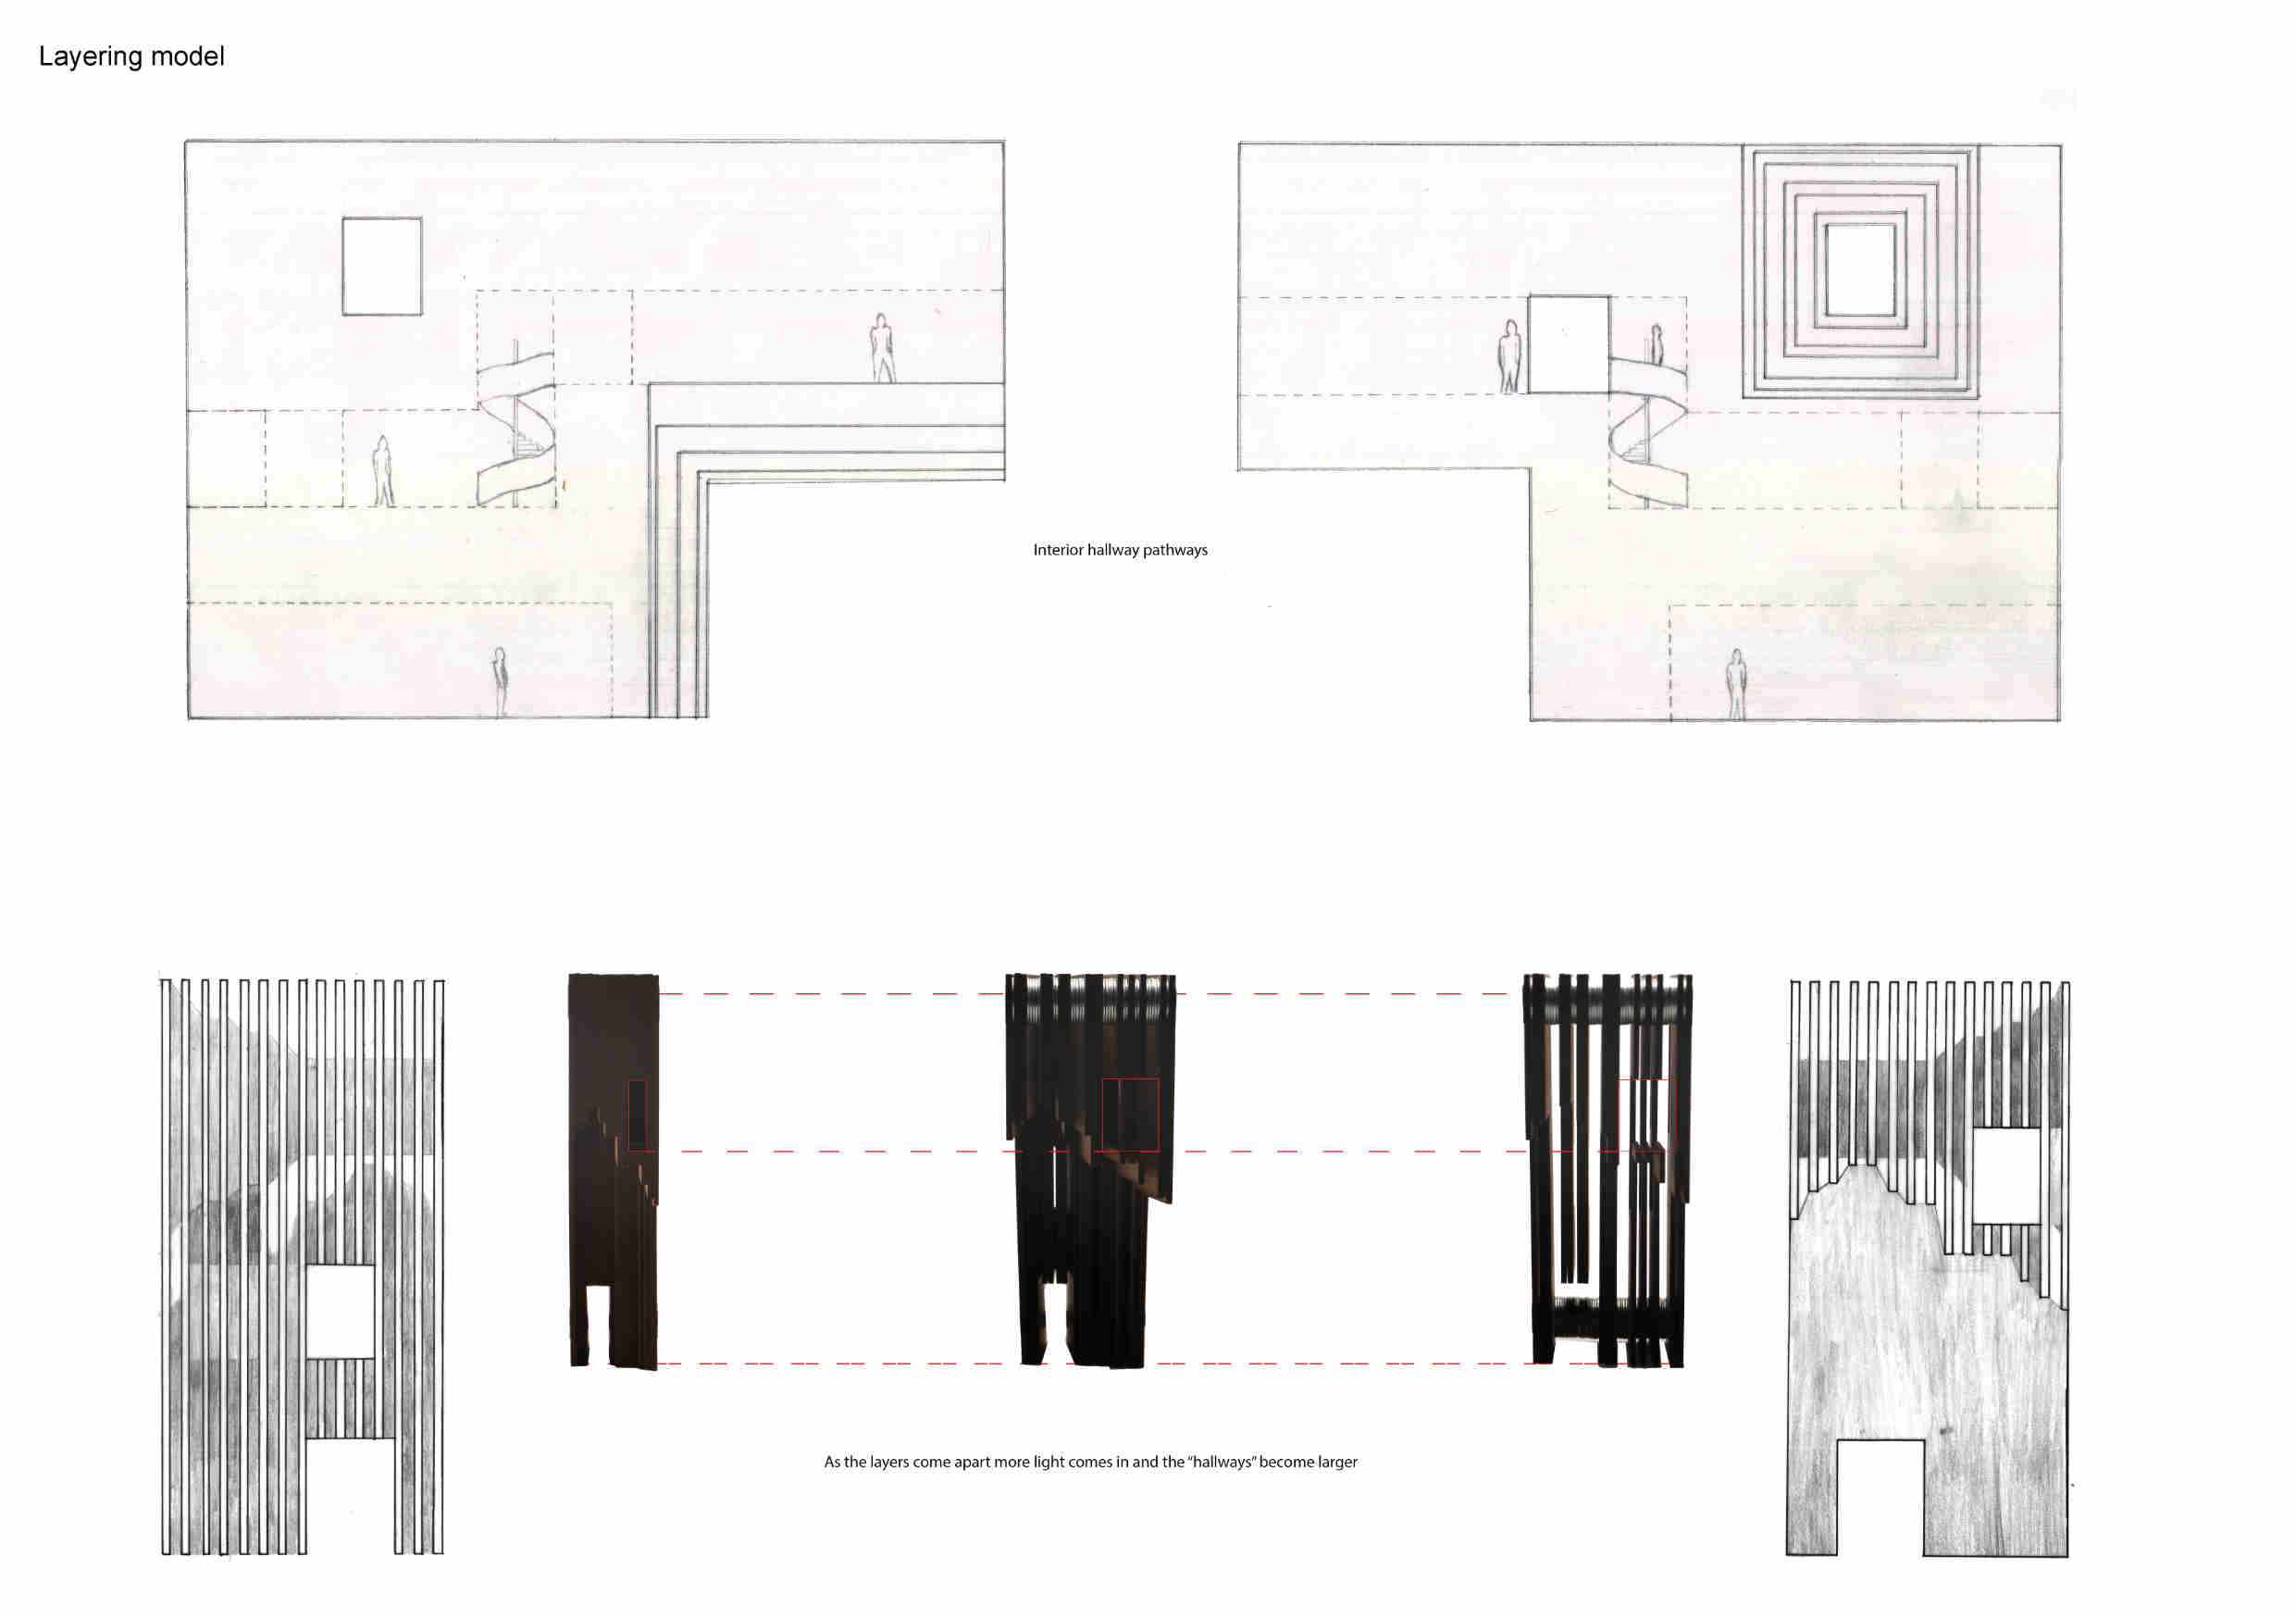 Layering model
Interior hallway pathways
As the layers come apart more light comes in and the “hallways” become larger